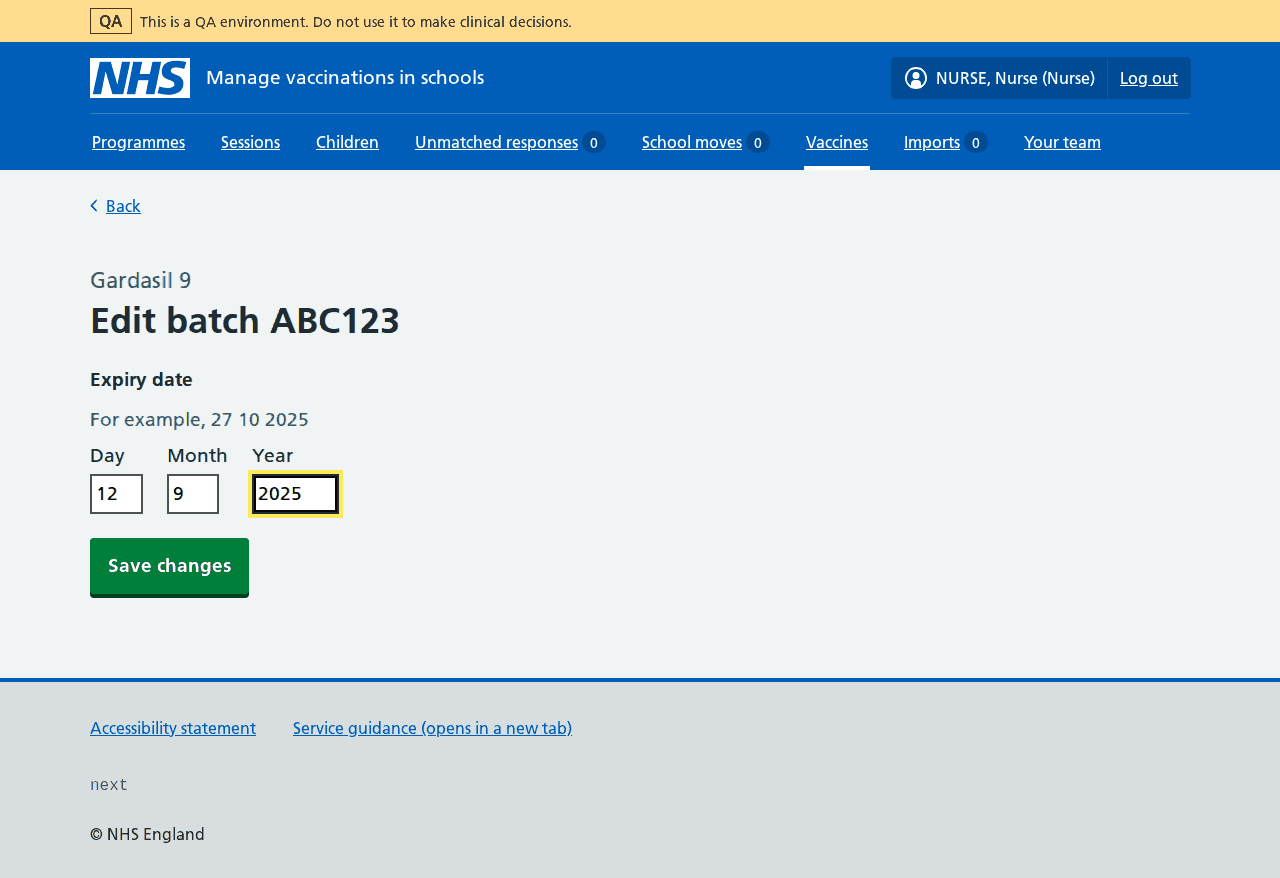 QA This is a QA environment. Do not use it to make clinical decisions.
NHS Manage vaccinations in schools NURSE, Nurse (Nurse) Log out
Programmes Sessions Children Unmatched responses 0 School moves 0 Vaccines Imports 0 Your team
Back
Gardasil 9
Edit batch ABC123
Expiry date
For example, 27 10 2025
Day Month Year
12 9 2025
Save changes
Accessibility statement Service guidance (opens in a new tab)
next
© NHS England